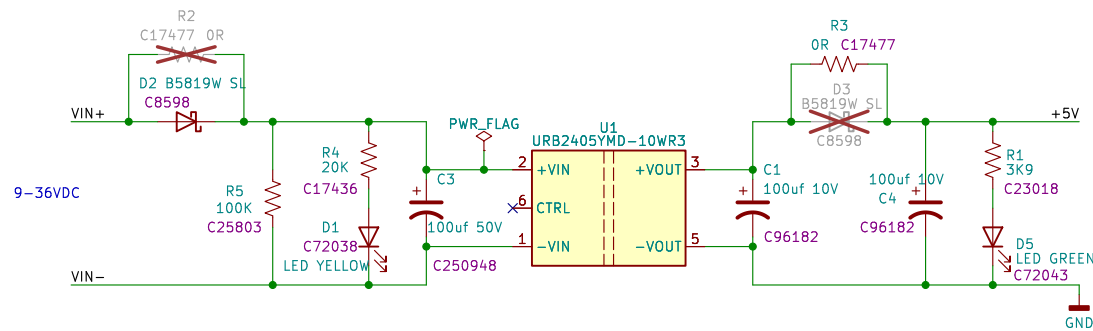 R2
C17477 0R
D2 B5819W SL
C8598
VIN+
9-36VDC
R5
100K
C25803
VIN-
R4
20K
C17436
D1
C72038
LED YELLOW
PWR_FLAG
C3
+
100uf 50V
C250948
U1
URB2405YMD-10WR3
2
+VIN
6
CTRL
1
-VIN
3
+VOUT
5
-VOUT
C1
100uf 10V
+
C96182
R3
0R C17477
D3
B5819W SL
C8598
100uf 10V
+
C4
C96182
+5V
R1
3K9
C23018
D5
LED GREEN
C72043
GND